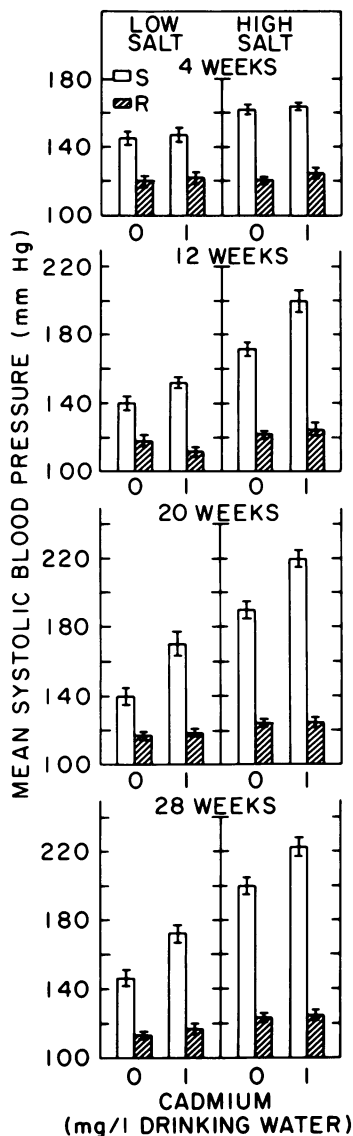 LOW SALT
HIGH SALT
4 WEEKS
S
R
180
140
100
0 1 0 1
12 WEEKS
220
180
140
100
0 1 0 1
20 WEEKS
220
180
140
100
0 1 0 1
28 WEEKS
220
180
140
100
0 1 0 1
MEAN SYSTOLIC BLOOD PRESSURE (mm Hg)
CADMIUM
(mg/l DRINKING WATER)